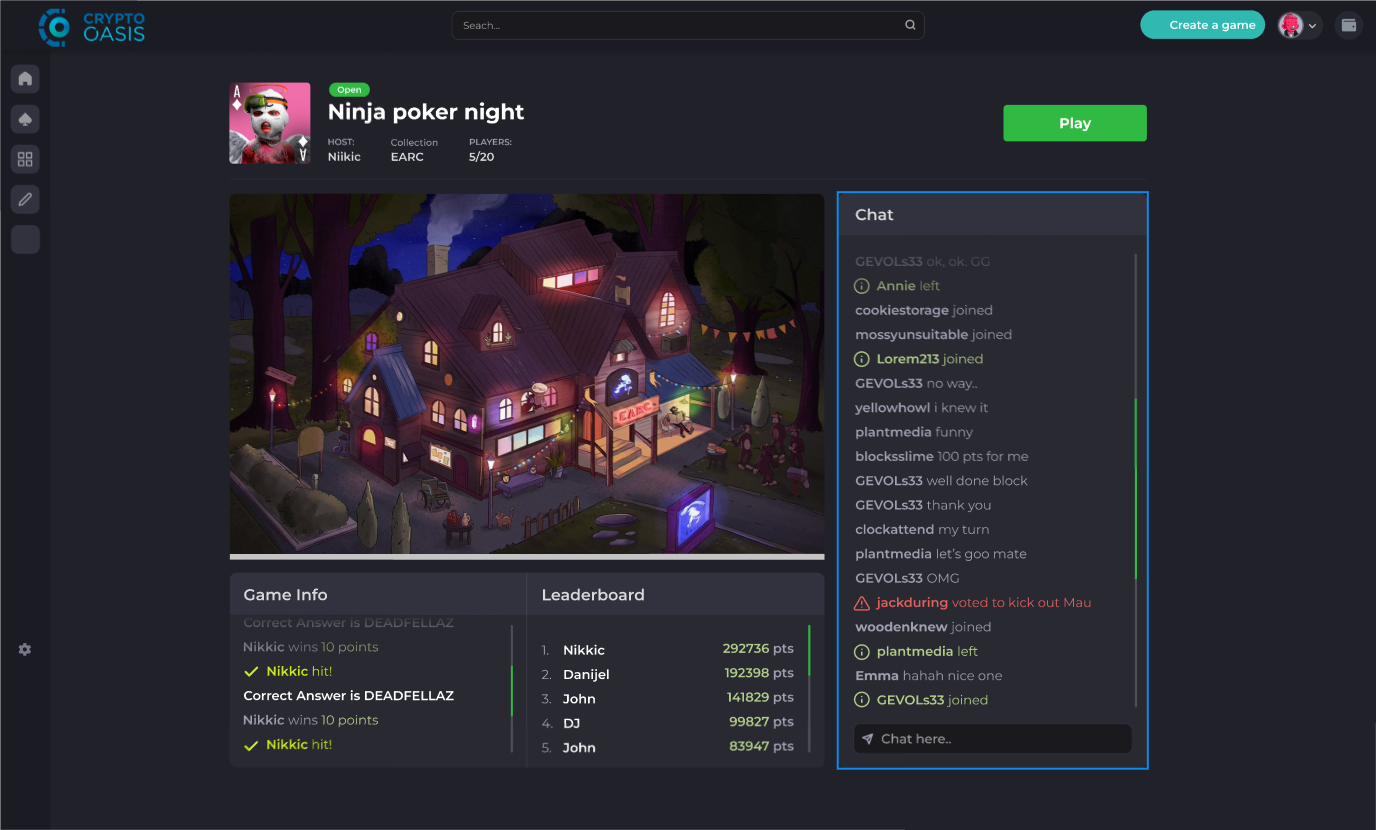 CRYPTO
OASIS
Seach...
Create a game
A
A
Open
Ninja poker night
HOST:
Niikic
Collection
EARC
PLAYERS:
5/20
Play
EARC
Chat
GEVOLs33 ok, ok. GG
Annie left
cookiestorage joined
mossyunsuitable joined
Lorem213 joined
GEVOLs33 no way..
yellowhowl i knew it
plantmedia funny
blocksslime 100 pts for me
GEVOLs33 well done block
GEVOLs33 thank you
clockattend my turn
plantmedia let's goo mate
GEVOLs33 OMG
jackduring voted to kick out Mau
woodenknew joined
plantmedia left
Emma hahah nice one
GEVOLs33 joined
Chat here..
Game Info
Correct Answer is DEADFELLAZ
Nikkic wins 10 points
Nikkic hit!
Correct Answer is DEADFELLAZ
Nikkic wins 10 points
Nikkic hit!
Leaderboard
1. Nikkic 292736 pts
2. Danijel 192398 pts
3. John 141829 pts
4. DJ 99827 pts
5. John 83947 pts